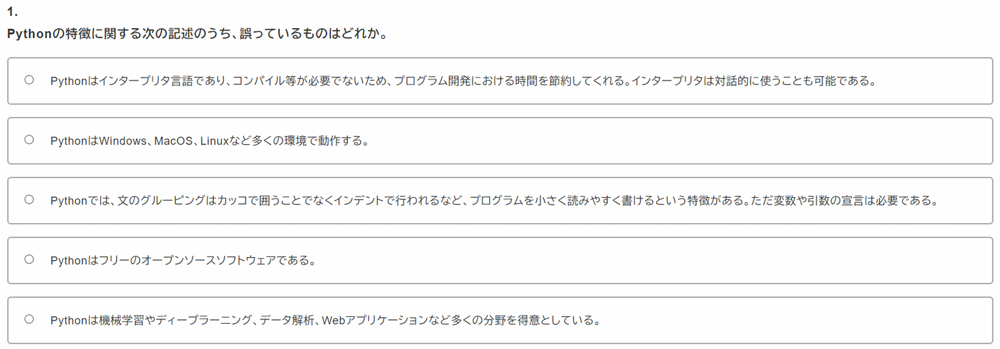 1.
Pythonの特徴に関する次の記述のうち、誤っているものはどれか。
Pythonはインタープリタ言語であり、コンパイル等が必要でないため、プログラム開発における時間を節約してくれる。インタープリタは対話的に使うことも可能である。
PythonはWindows、MacOS、Linuxなど多くの環境で動作する。
Pythonでは、文のグルーピングはカッコで囲うことでなくインデントで行われるなど、プログラムを小さく読みやすく書けるという特徴がある。ただ変数や引数の宣言は必要である。
Pythonはフリーのオープンソースソフトウェアである。
Pythonは機械学習やディープラーニング、データ解析、Webアプリケーションなど多くの分野を得意としている。